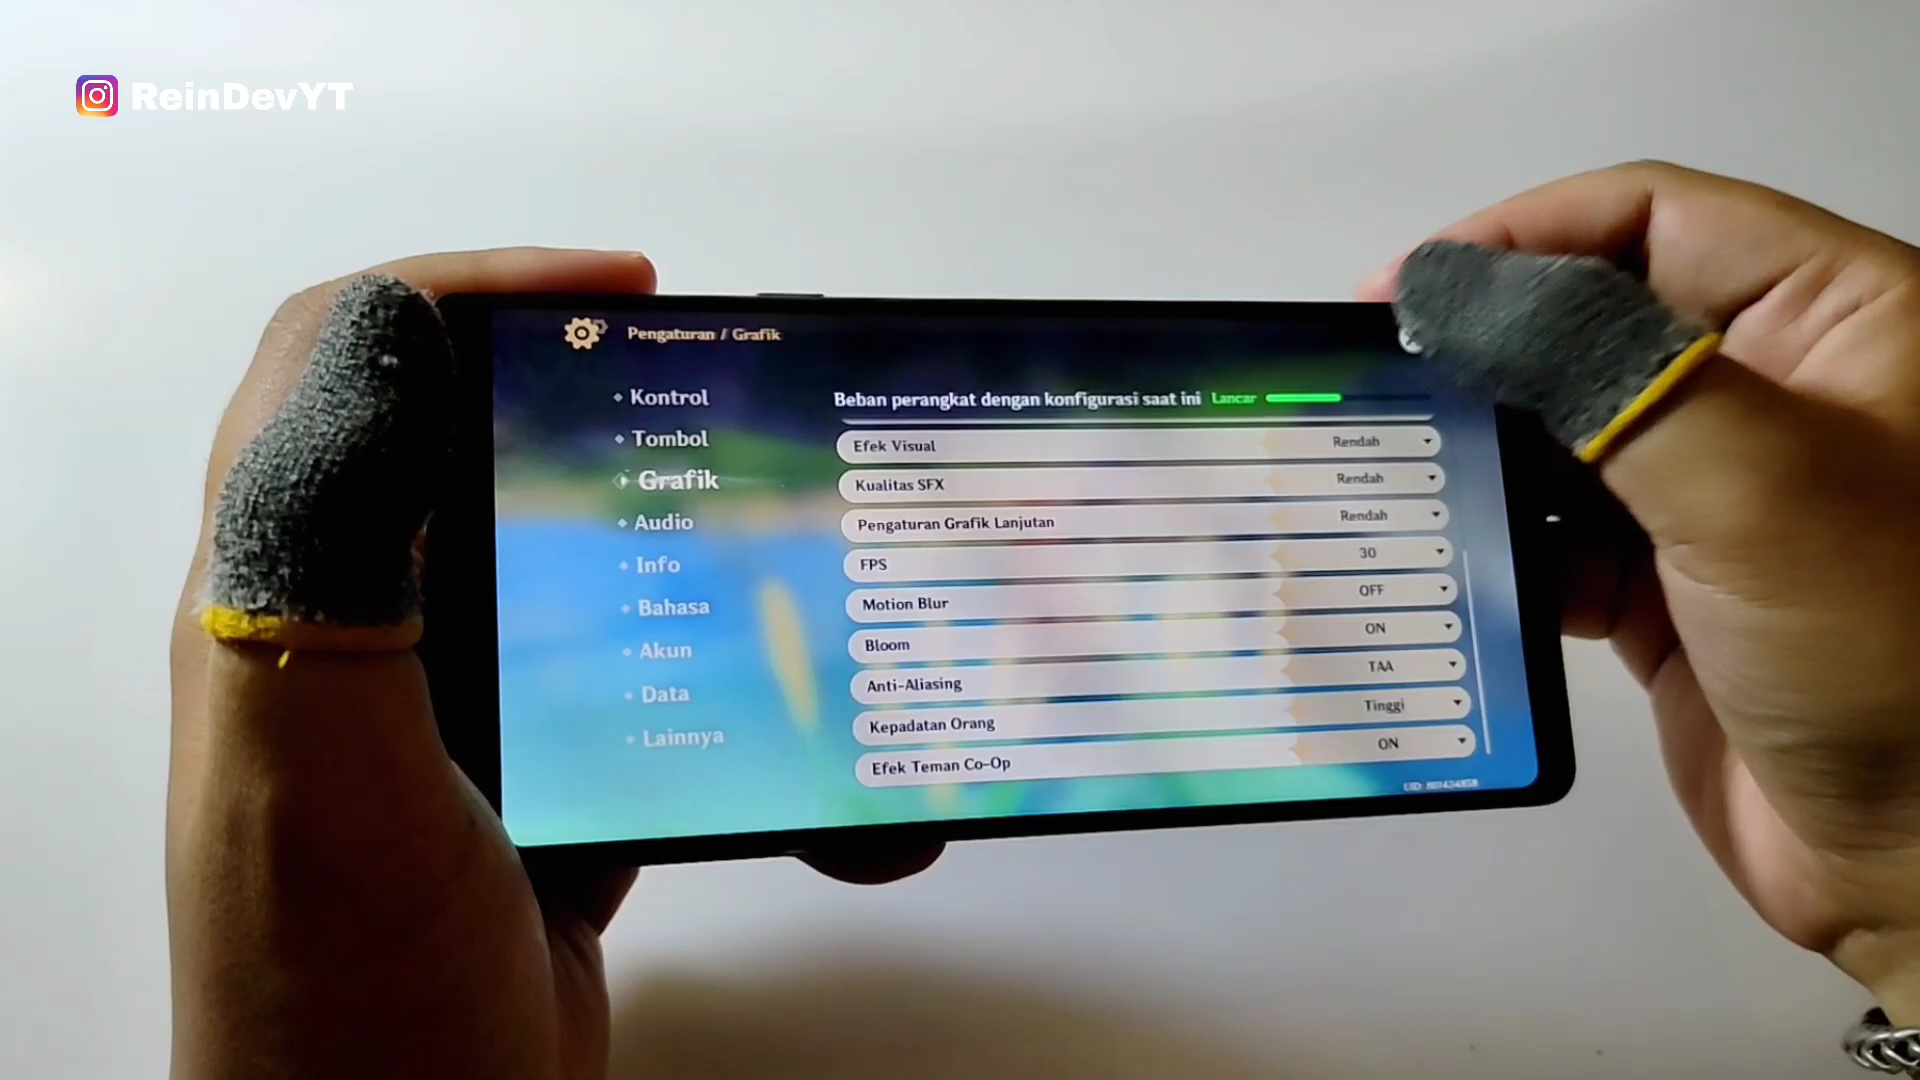 ReinDevYT
Pengaturan / Grafik
Kontrol
Tombol
Grafik
Audio
Info
Bahasa
Akun
Data
Lainnya
Beban perangkat dengan konfigurasi saat ini Lancar
Efek Visual Rendah
Kualitas SFX Rendah
Pengaturan Grafik Lanjutan Rendah
FPS 30
Motion Blur OFF
Bloom ON
Anti-Aliasing TAA
Kepadatan Orang Tinggi
Efek Teman Co-Op ON
UID: